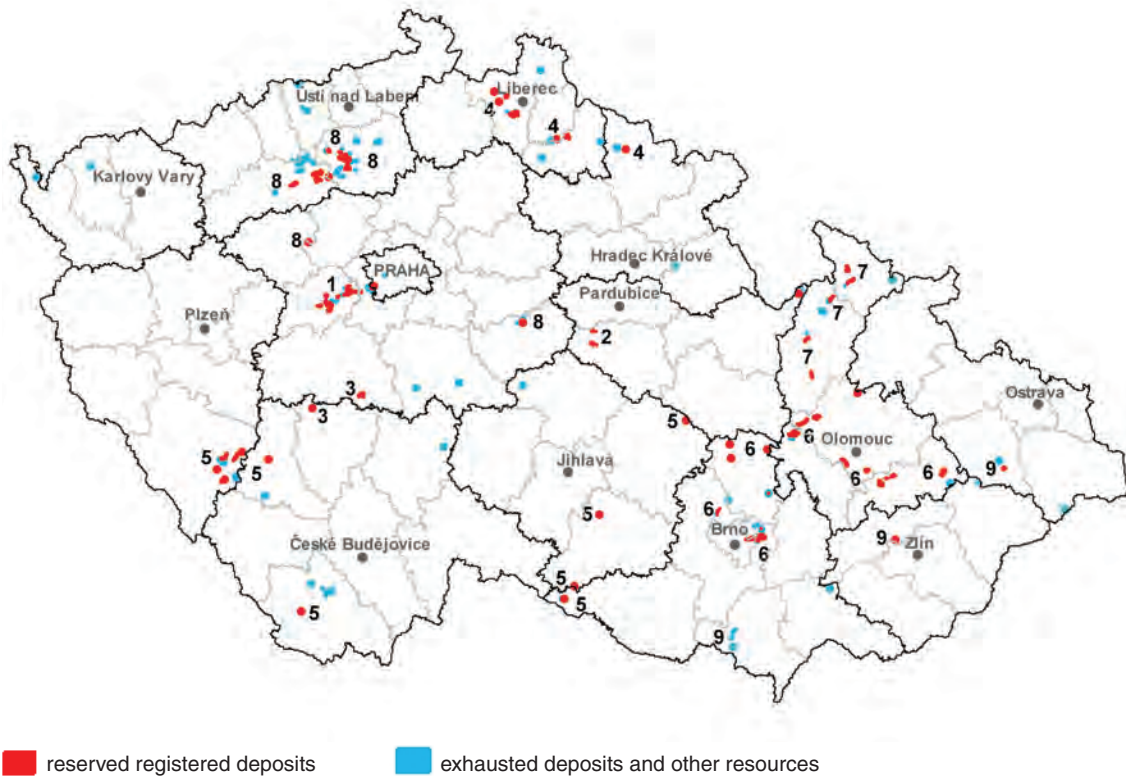 Liberec
Ústí nad Labem
4
4
8
8
4
Karlovy Vary
8
8
Hradec Králové
PRAHA
7
1
Pardubice
7
Plzeň
8
2
7
3
Ostrava
3
6
Olomouc
5
5
6
Jihlava
9
6
6
5
6
Brno
9
Zlín
České Budějovice
6
5
5
5
9
reserved registered deposits
exhausted deposits and other resources